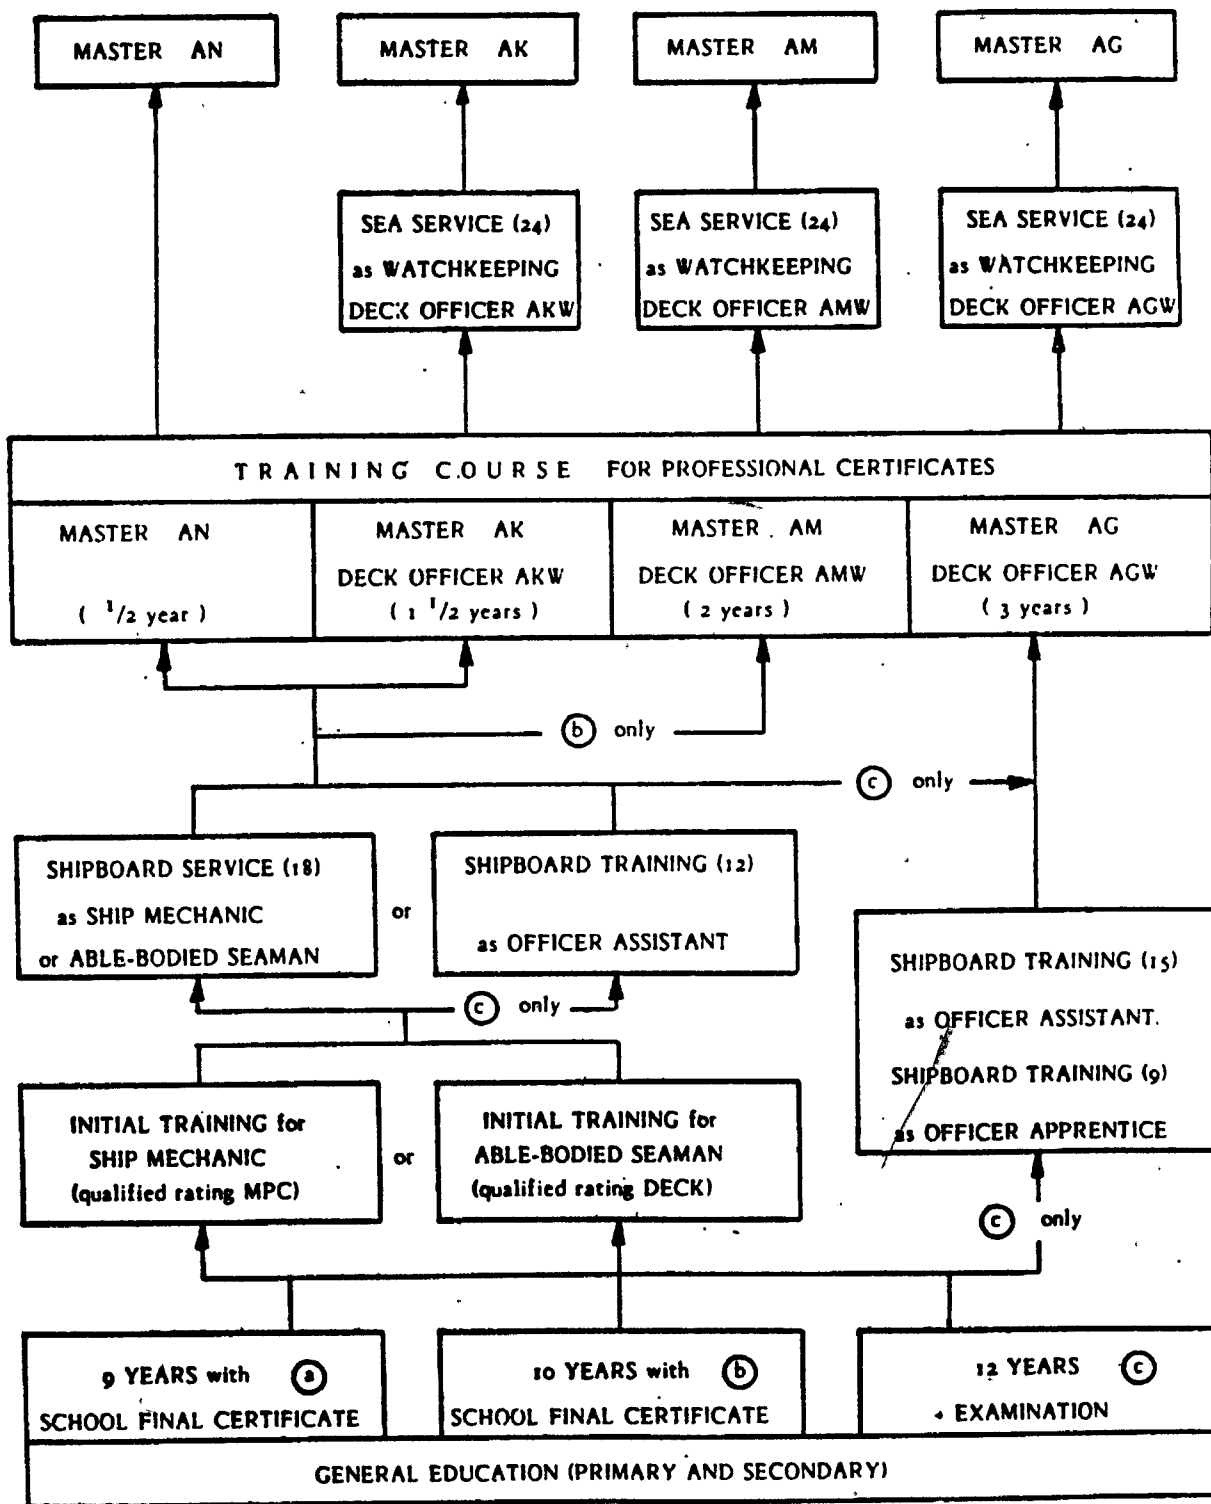 MASTER AN
MASTER AK
MASTER AM
MASTER AG
SEA SERVICE (24)
as WATCHKEEPING
DECK OFFICER AKW
SEA SERVICE (24)
as WATCHKEEPING
DECK OFFICER AMW
SEA SERVICE (24)
as WATCHKEEPING
DECK OFFICER AGW
TRAINING COURSE FOR PROFESSIONAL CERTIFICATES
MASTER AN
( 1/2 year )
MASTER AK
DECK OFFICER AKW
( 1 1/2 years )
MASTER AM
DECK OFFICER AMW
( 2 years )
MASTER AG
DECK OFFICER AGW
( 3 years )
b only
c only
SHIPBOARD SERVICE (18)
as SHIP MECHANIC
or ABLE-BODIED SEAMAN
or
SHIPBOARD TRAINING (12)
as OFFICER ASSISTANT
SHIPBOARD TRAINING (15)
as OFFICER ASSISTANT.
SHIPBOARD TRAINING (9)
as OFFICER APPRENTICE
c only
INITIAL TRAINING for
SHIP MECHANIC
(qualified rating MPC)
or
INITIAL TRAINING for
ABLE-BODIED SEAMAN
(qualified rating DECK)
c only
9 YEARS with a
SCHOOL FINAL CERTIFICATE
10 YEARS with b
SCHOOL FINAL CERTIFICATE
12 YEARS c
+ EXAMINATION
GENERAL EDUCATION (PRIMARY AND SECONDARY)